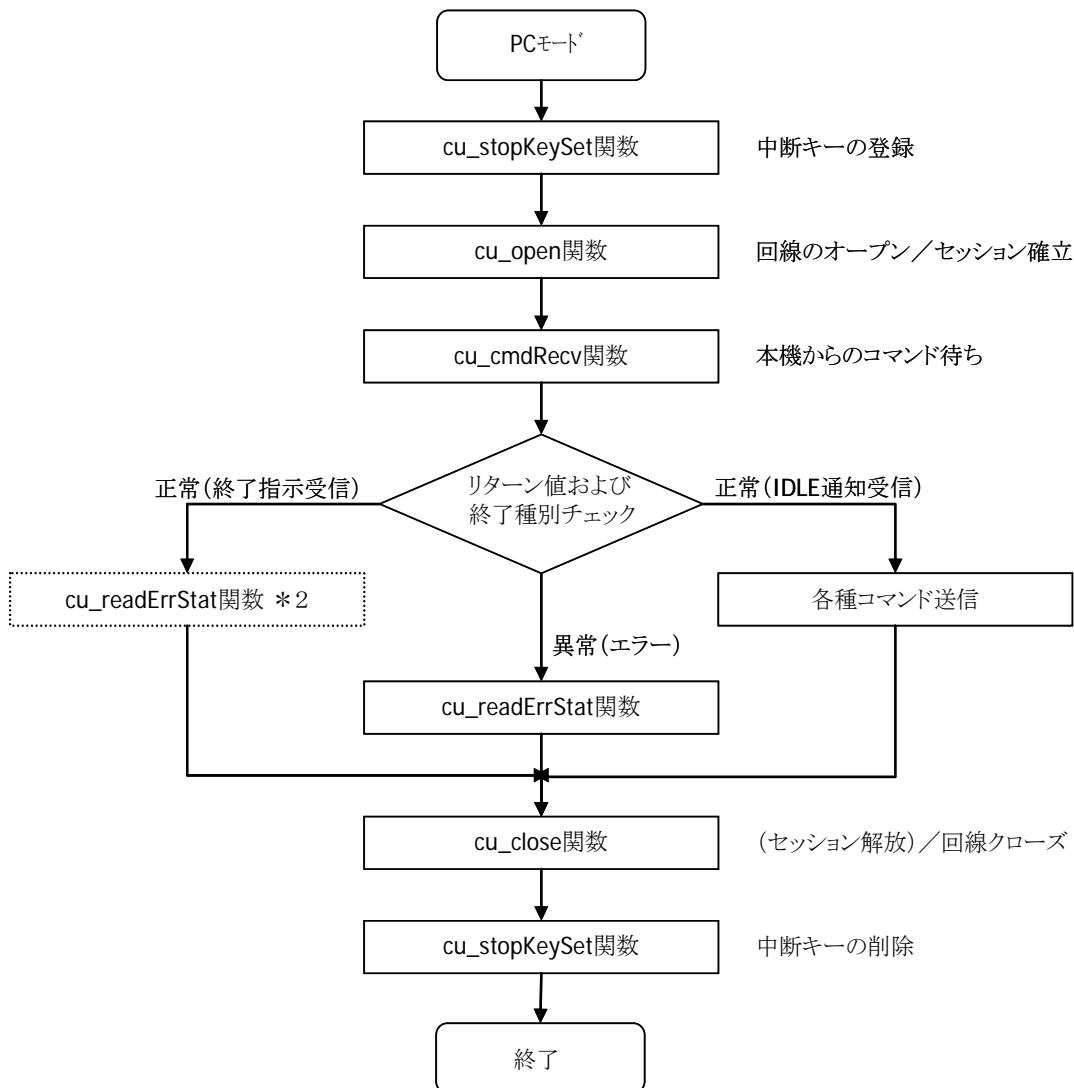 PCモード
cu_stopKeySet関数
中断キーの登録
cu_open関数
回線のオープン/セッション確立
cu_cmdRecv関数
本機からのコマンド待ち
正常(終了指示受信)
リターン値および
終了種別チェック
正常(IDLE通知受信)
cu_readErrStat関数 *2
各種コマンド送信
異常(エラー)
cu_readErrStat関数
cu_close関数
(セッション解放)/回線クローズ
cu_stopKeySet関数
中断キーの削除
終了